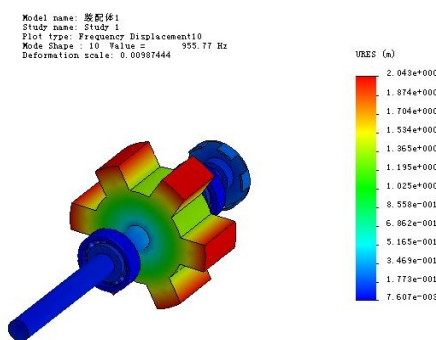 Model name: 装配体1
Study name: Study 1
Plot type: Frequency Displacement10
Mode Shape : 10  Value =       955.77 Hz
Deformation scale: 0.00987444
URES (m)
2.043e+000
1.874e+000
1.704e+000
1.534e+000
1.365e+000
1.195e+000
1.025e+000
8.558e-001
6.862e-001
5.165e-001
3.469e-001
1.773e-001
7.607e-003